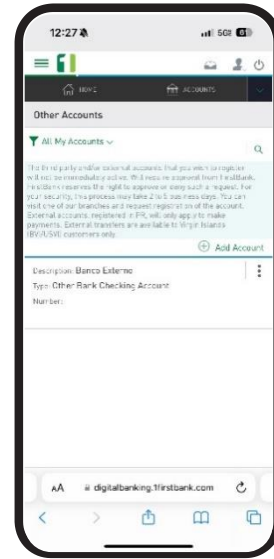 12:27
5GE
HOME
ACCOUNTS
Other Accounts
All My Accounts
The third party and/or external accounts that you wish to register
will not be immediately active. Will require approval from FirstBank.
FirstBank reserves the right to approve or deny such a request. For
your security, this process may take 2 to 5 business days. You can
visit one of our branches and request registration of the account.
External accounts, registered in PR, will only apply to make
payments. External transfers are available to Virgin Islands
(BVI/USVI) customers only.
Add Account
Description: Banco Externo
Type: Other Bank Checking Account
Number:
AA
digitalbanking.1firstbank.com